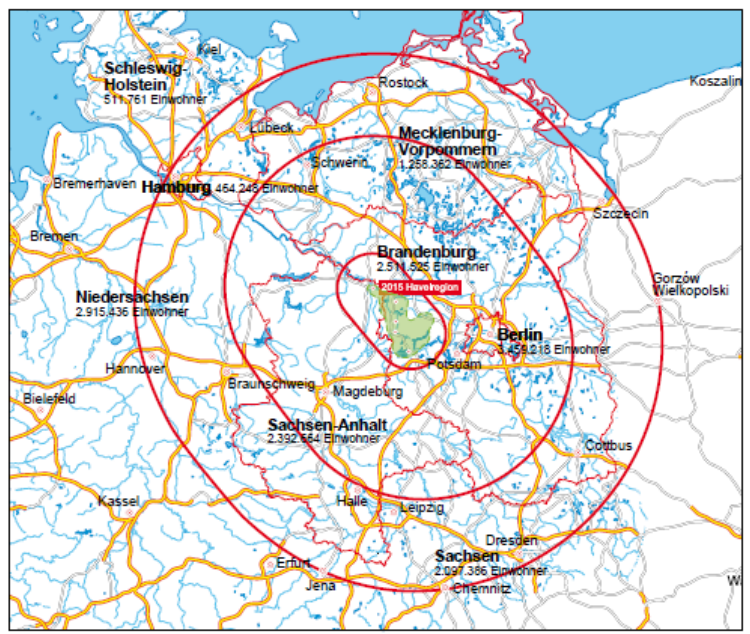 Kiel
Schleswig-
Holstein
511.761 Einwohner
Koszalin
Rostock
Lübeck
Mecklenburg-
Vorpommern
1.258.362 Einwohner
Schwerin
Bremerhaven
Hamburg 464.248 Einwohner
Szczecin
Bremen
Brandenburg
2.511.525 Einwohner
2015 Havelregion
Gorzów
Wielkopolski
Niedersachsen
2.915.436 Einwohner
Berlin
3.459.218 Einwohner
Hannover
Potsdam
Braunschweig
Magdeburg
Bielefeld
Sachsen-Anhalt
2.392.664 Einwohner
Cottbus
Kassel
Halle
Leipzig
Dresden
Sachsen
2.097.386 Einwohner
Erfurt
Jena
Chemnitz
W